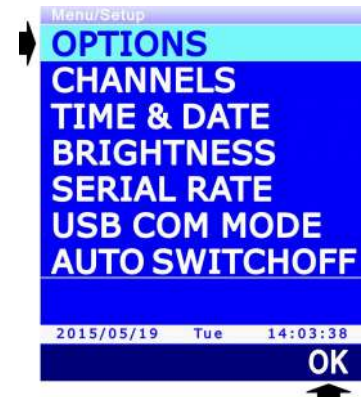 Menu/Setup
OPTIONS
CHANNELS
TIME & DATE
BRIGHTNESS
SERIAL RATE
USB COM MODE
AUTO SWITCHOFF
2015/05/19 Tue 14:03:38
OK